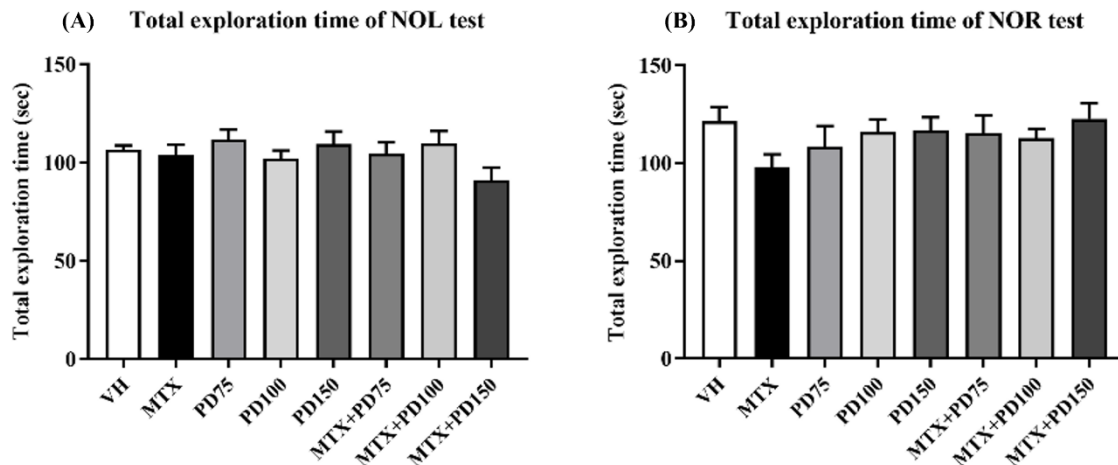 (A) Total exploration time of NOL test
Total exploration time (sec)
150
100
50
0
VH
MTX
PD75
PD100
PD150
MTX+PD75
MTX+PD100
MTX+PD150
(B) Total exploration time of NOR test
Total exploration time (sec)
150
100
50
0
VH
MTX
PD75
PD100
PD150
MTX+PD75
MTX+PD100
MTX+PD150